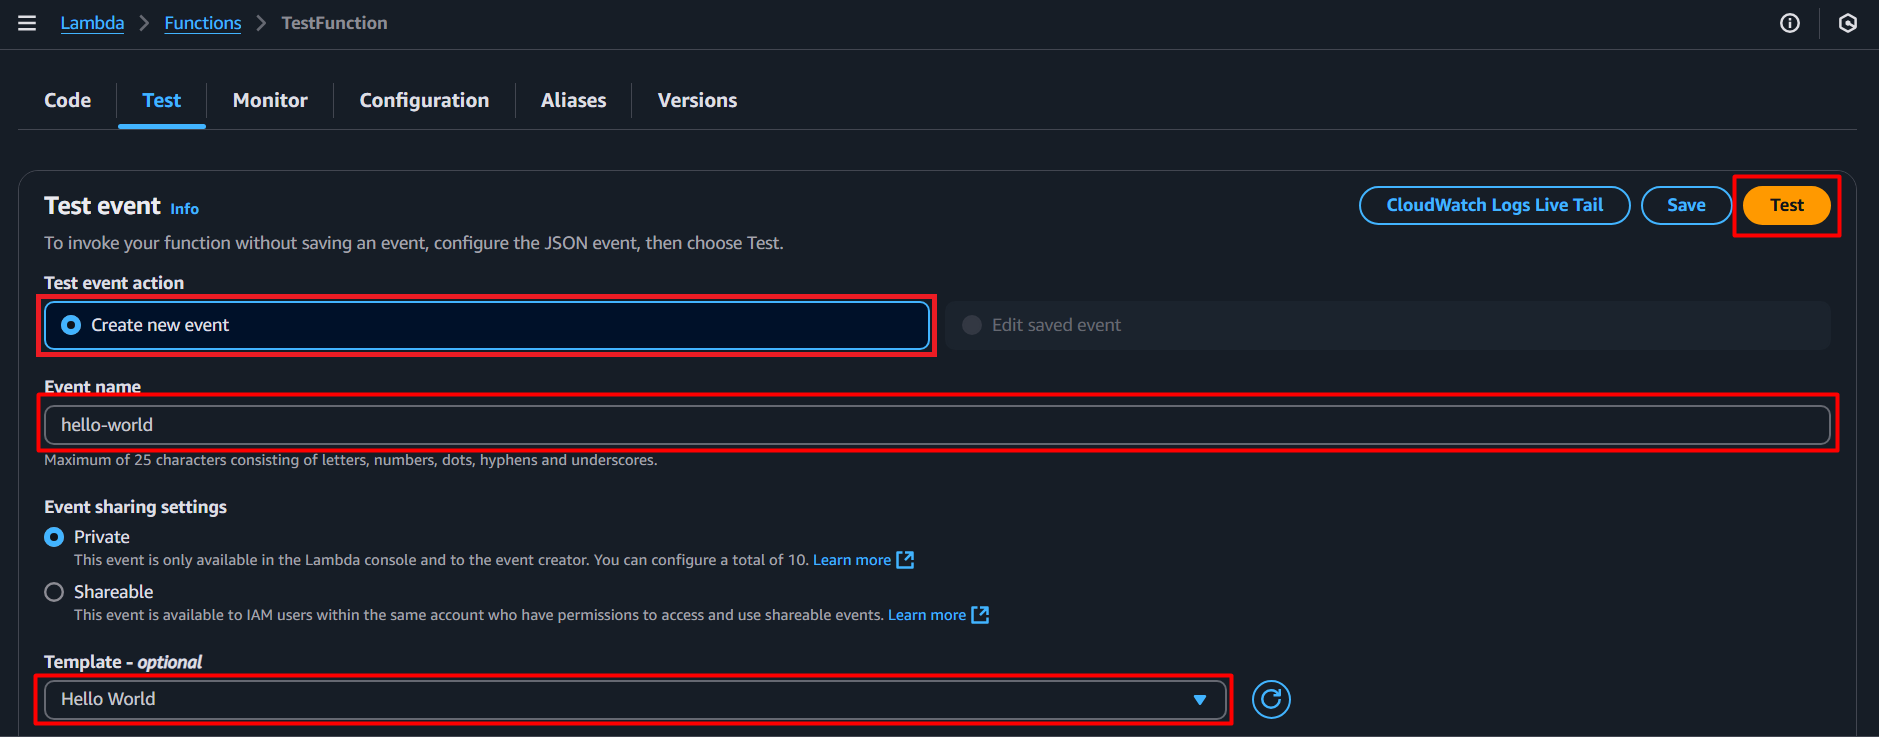 Lambda Functions TestFunction
Code Test Monitor Configuration Aliases Versions
Test event Info
CloudWatch Logs Live Tail Save Test
To invoke your function without saving an event, configure the JSON event, then choose Test.
Test event action
Create new event Edit saved event
Event name
hello-world
Maximum of 25 characters consisting of letters, numbers, dots, hyphens and underscores.
Event sharing settings
Private
This event is only available in the Lambda console and to the event creator. You can configure a total of 10. Learn more
Shareable
This event is available to IAM users within the same account who have permissions to access and use shareable events. Learn more
Template - optional
Hello World